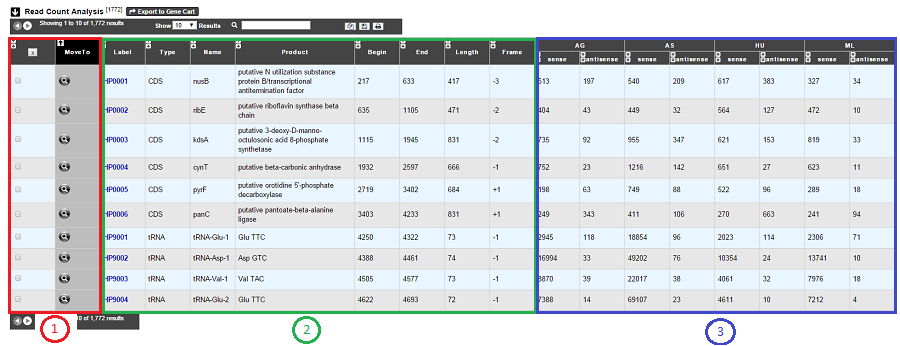 Read Count Analysis [1772] Export to Gene Cart
Showing 1 to 10 of 1,772 results Show 10 Results
x MoveTo Label Type Name Product Begin End Length Frame AG AS HU ML
sense antisense sense antisense sense antisense sense antisense
HP0001 CDS nusB putative N utilization substance protein B/transcriptional antitermination factor 217 633 417 -3 513 197 540 209 617 383 327 34
HP0002 CDS ribE putative riboflavin synthase beta chain 635 1105 471 -2 404 43 449 32 564 127 472 10
HP0003 CDS kdsA putative 3-deoxy-D-manno-octulosonic acid 8-phosphate synthetase 1115 1945 831 -2 735 92 955 347 621 153 819 33
HP0004 CDS cynT putative beta-carbonic anhydrase 1932 2597 666 -1 752 23 1216 142 651 27 623 11
HP0005 CDS pyrF putative orotidine 5'-phosphate decarboxylase 2719 3402 684 +1 198 63 749 88 522 96 289 18
HP0006 CDS panC putative pantoate-beta-alanine ligase 3403 4233 831 +1 249 343 411 106 270 663 241 94
HP9001 tRNA tRNA-Glu-1 Glu TTC 4250 4322 73 -1 2945 118 18854 96 2023 114 2306 71
HP9002 tRNA tRNA-Asp-1 Asp GTC 4388 4461 74 -1 16994 33 49202 76 10354 24 13741 10
HP9003 tRNA tRNA-Val-1 Val TAC 4505 4577 73 -1 8870 39 22017 38 4061 32 7976 18
HP9004 tRNA tRNA-Glu-2 Glu TTC 4622 4693 72 -1 7388 14 69107 23 4611 10 7212 4
10 of 1,772 results
1 2 3